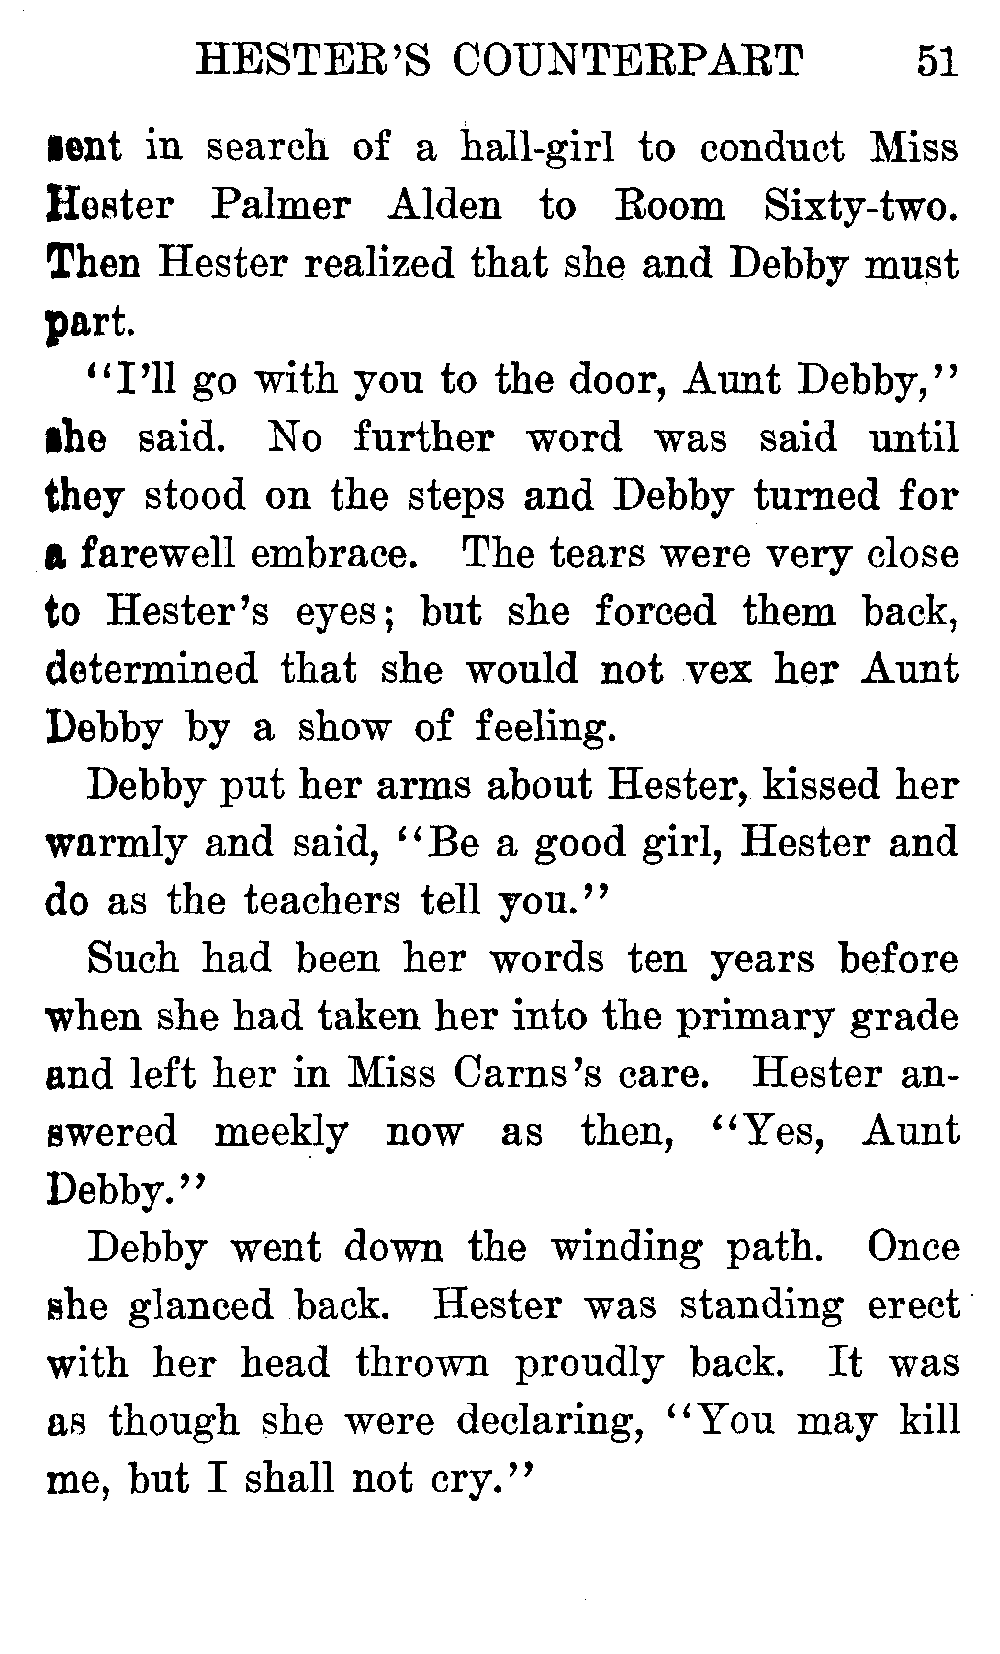 HESTER'S COUNTERPART 51
sent in search of a hall-girl to conduct Miss
Hester Palmer Alden to Room Sixty-two.
Then Hester realized that she and Debby must
part.
"I'll go with you to the door, Aunt Debby,"
she said. No further word was said until
they stood on the steps and Debby turned for
a farewell embrace. The tears were very close
to Hester's eyes; but she forced them back,
determined that she would not vex her Aunt
Debby by a show of feeling.
Debby put her arms about Hester, kissed her
warmly and said, "Be a good girl, Hester and
do as the teachers tell you."
Such had been her words ten years before
when she had taken her into the primary grade
and left her in Miss Carns's care. Hester an-
swered meekly now as then, "Yes, Aunt
Debby."
Debby went down the winding path. Once
she glanced back. Hester was standing erect
with her head thrown proudly back. It was
as though she were declaring, "You may kill
me, but I shall not cry."